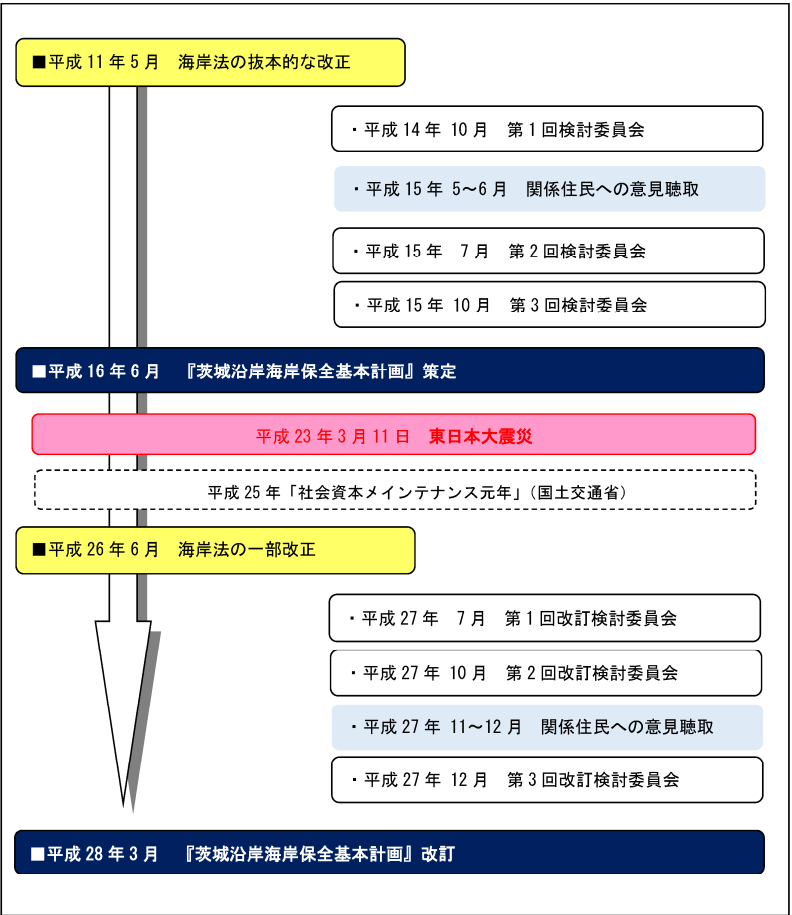 ■平成 11 年 5 月　海岸法の抜本的な改正
・平成 14 年 10 月　第 1 回検討委員会
・平成 15 年 5～6 月　関係住民への意見聴取
・平成 15 年　7 月　第 2 回検討委員会
・平成 15 年 10 月　第 3 回検討委員会
■平成 16 年 6 月　『茨城沿岸海岸保全基本計画』策定
平成 23 年 3 月 11 日　東日本大震災
平成 25 年「社会資本メインテナンス元年」（国土交通省）
■平成 26 年 6 月　海岸法の一部改正
・平成 27 年　7 月　第 1 回改訂検討委員会
・平成 27 年 10 月　第 2 回改訂検討委員会
・平成 27 年 11～12 月　関係住民への意見聴取
・平成 27 年 12 月　第 3 回改訂検討委員会
■平成 28 年 3 月　『茨城沿岸海岸保全基本計画』改訂